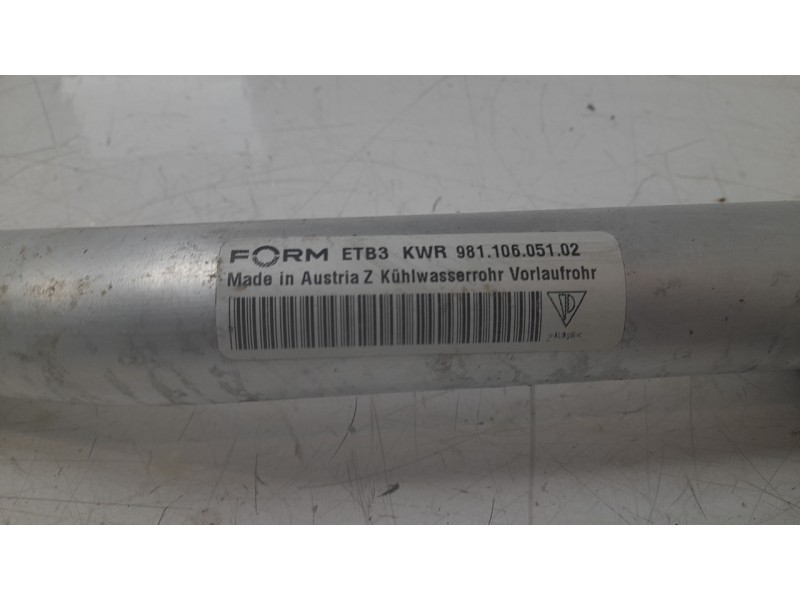 FORM ETB3 KWR 981.106.051.02
Made in Austria Z Kühlwasserrohr Vorlaufrohr